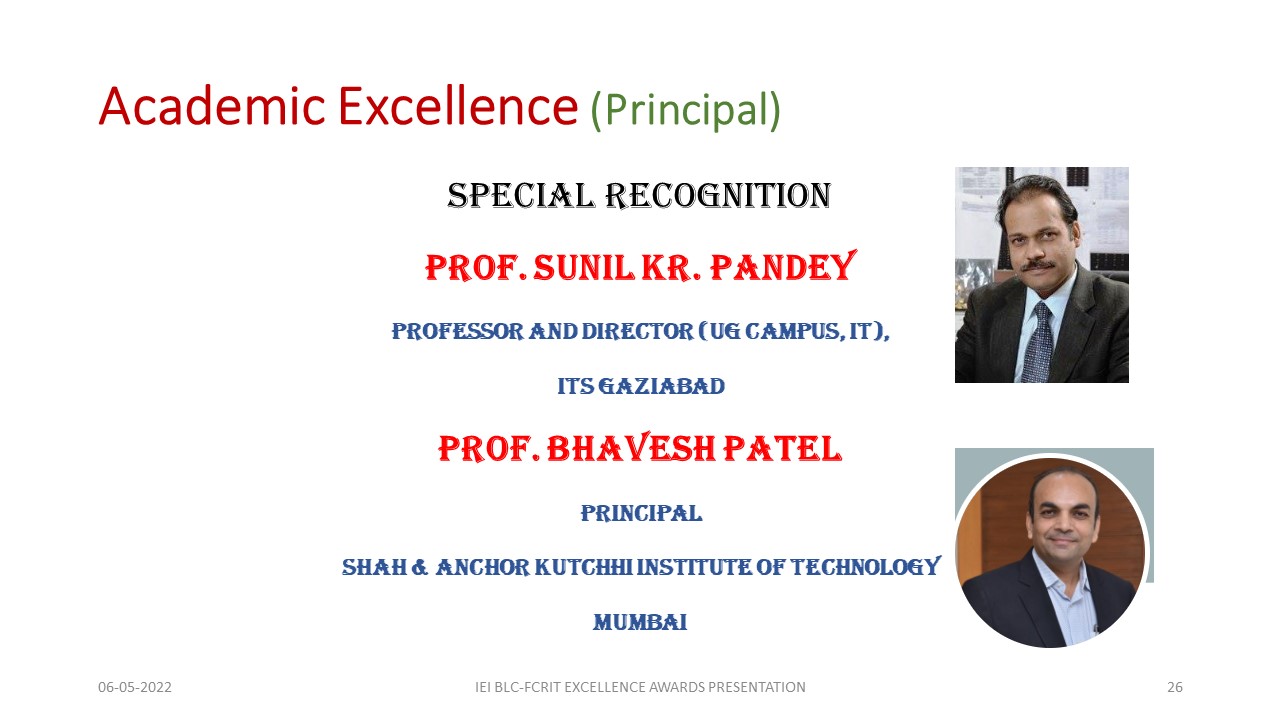 Academic Excellence (Principal)
SPECIAL RECOGNITION
PROF. SUNIL KR. PANDEY
PROFESSOR AND DIRECTOR (UG CAMPUS, IT),
ITS GAZIABAD
PROF. BHAVESH PATEL
PRINCIPAL
SHAH & ANCHOR KUTCHHI INSTITUTE OF TECHNOLOGY
MUMBAI
06-05-2022
IEI BLC-FCRIT EXCELLENCE AWARDS PRESENTATION
26